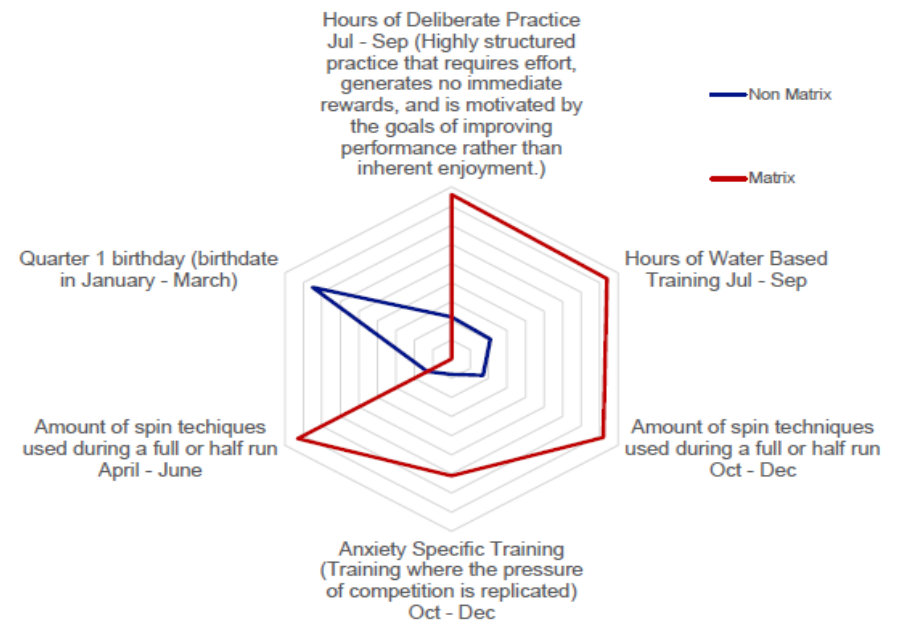 Hours of Deliberate Practice
Jul - Sep (Highly structured
practice that requires effort,
generates no immediate
rewards, and is motivated by
the goals of improving
performance rather than
inherent enjoyment.)
Non Matrix
Matrix
Quarter 1 birthday (birthdate
in January - March)
Hours of Water Based
Training Jul - Sep
Amount of spin techiques
used during a full or half run
April - June
Amount of spin techniques
used during a full or half run
Oct - Dec
Anxiety Specific Training
(Training where the pressure
of competition is replicated)
Oct - Dec